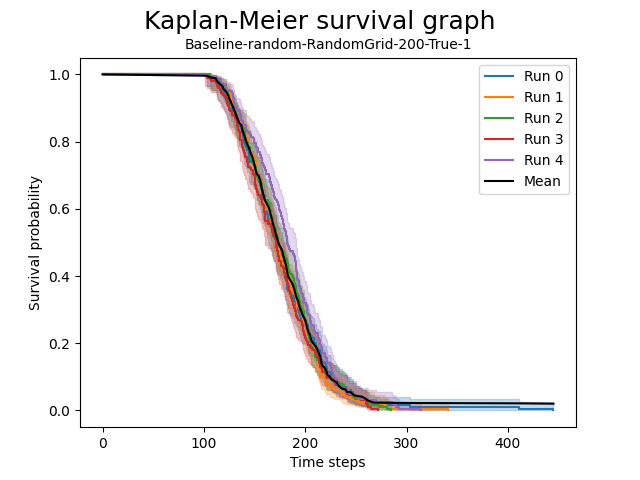 Kaplan-Meier survival graph
Baseline-random-RandomGrid-200-True-1
Survival probability
1.0
0.8
0.6
0.4
0.2
0.0
Run 0
Run 1
Run 2
Run 3
Run 4
Mean
0 100 200 300 400
Time steps